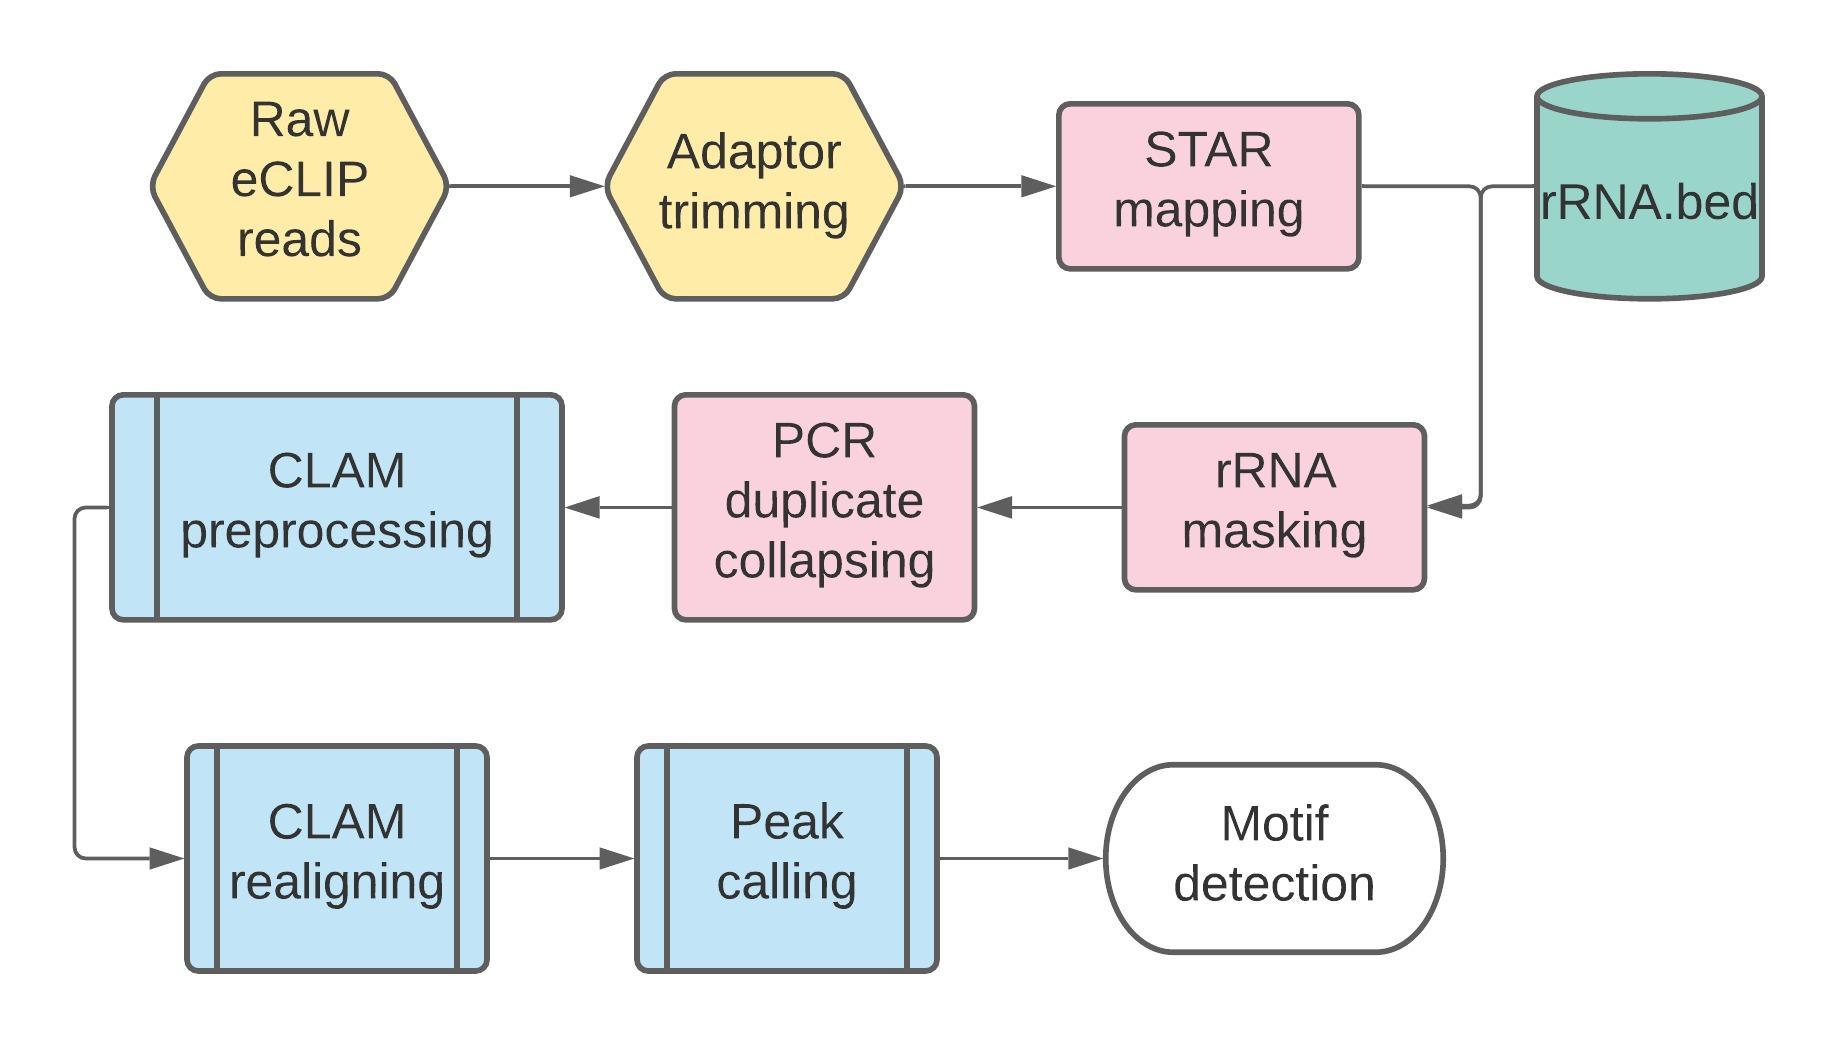 Raw
eCLIP
reads
Adaptor
trimming
STAR
mapping
rRNA.bed
CLAM
preprocessing
PCR
duplicate
collapsing
rRNA
masking
CLAM
realigning
Peak
calling
Motif
detection